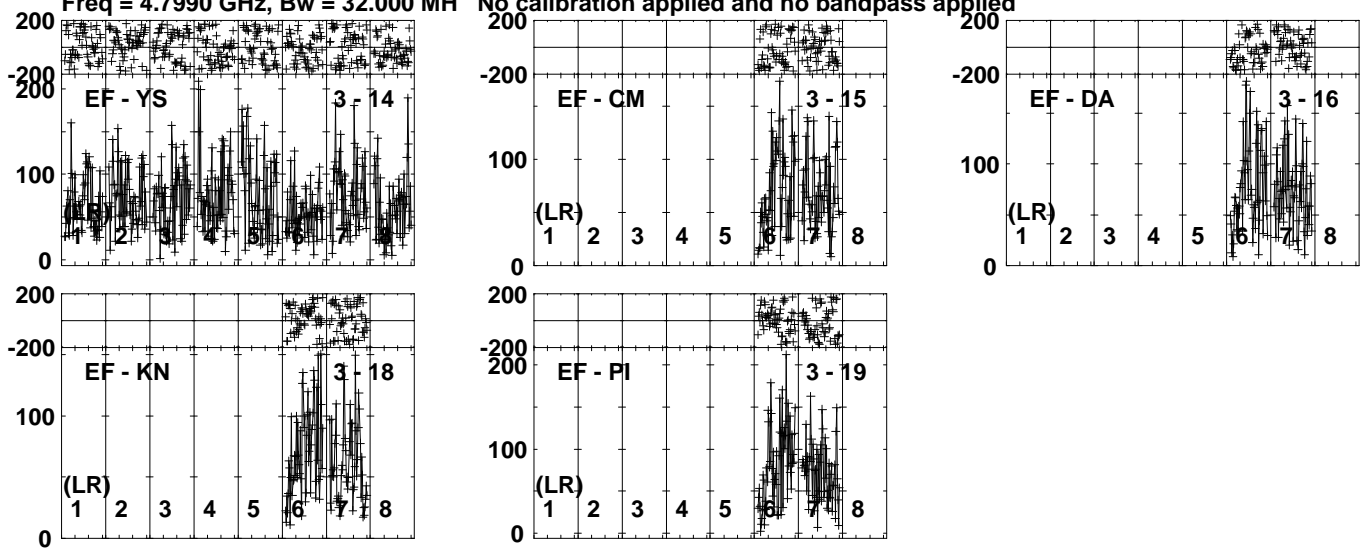 Freq = 4.7990 GHz, Bw = 32.000 MH No calibration applied and no bandpass applied
200
-200
200
EF - YS 3 - 14
100
(LR)
1 2 3 4 5 6 7 8
0
200
-200
EF - CM 3 - 15
100
(LR)
1 2 3 4 5 6 7 8
0
200
-200
EF - DA 3 - 16
100
(LR)
1 2 3 4 5 6 7 8
0
200
-200
EF - KN 3 - 18
100
(LR)
1 2 3 4 5 6 7 8
0
200
-200
200
EF - PI 3 - 19
100
(LR)
1 2 3 4 5 6 7 8
0